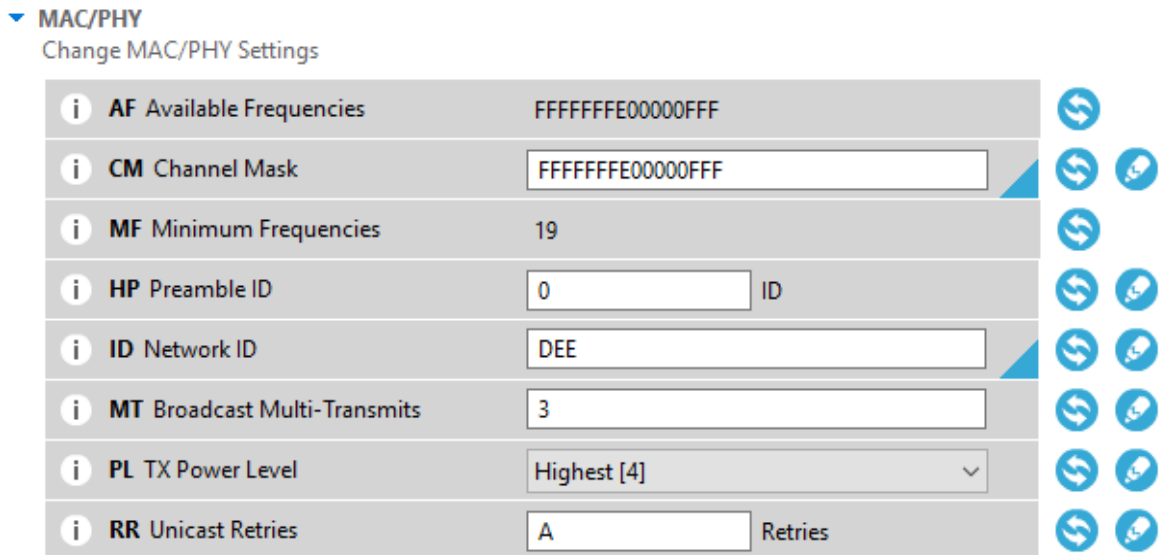 MAC/PHY
Change MAC/PHY Settings
i AF Available Frequencies FFFFFFFE00000FFF
i CM Channel Mask FFFFFFFE00000FFF
i MF Minimum Frequencies 19
i HP Preamble ID 0 ID
i ID Network ID DEE
i MT Broadcast Multi-Transmits 3
i PL TX Power Level Highest [4]
i RR Unicast Retries A Retries